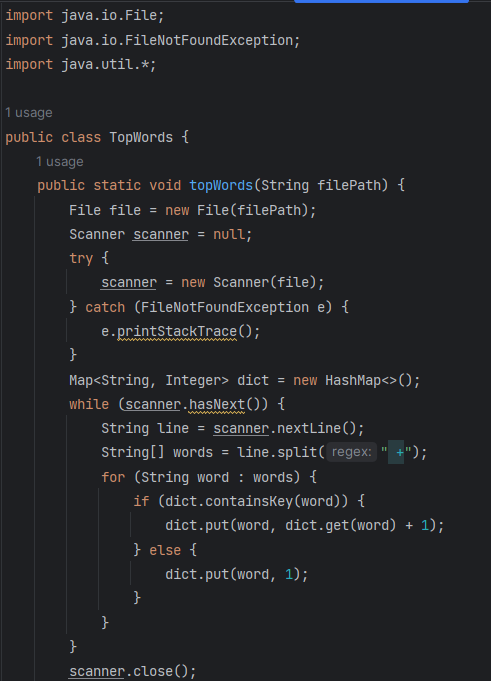 import java.io.File;
import java.io.FileNotFoundException;
import java.util.*;
1 usage
public class TopWords {
1 usage
public static void topWords(String filePath) {
File file = new File(filePath);
Scanner scanner = null;
try {
scanner = new Scanner(file);
} catch (FileNotFoundException e) {
e.printStackTrace();
}
Map<String, Integer> dict = new HashMap<>();
while (scanner.hasNext()) {
String line = scanner.nextLine();
String[] words = line.split( regex: " +");
for (String word : words) {
if (dict.containsKey(word)) {
dict.put(word, dict.get(word) + 1);
} else {
dict.put(word, 1);
}
}
}
scanner.close();